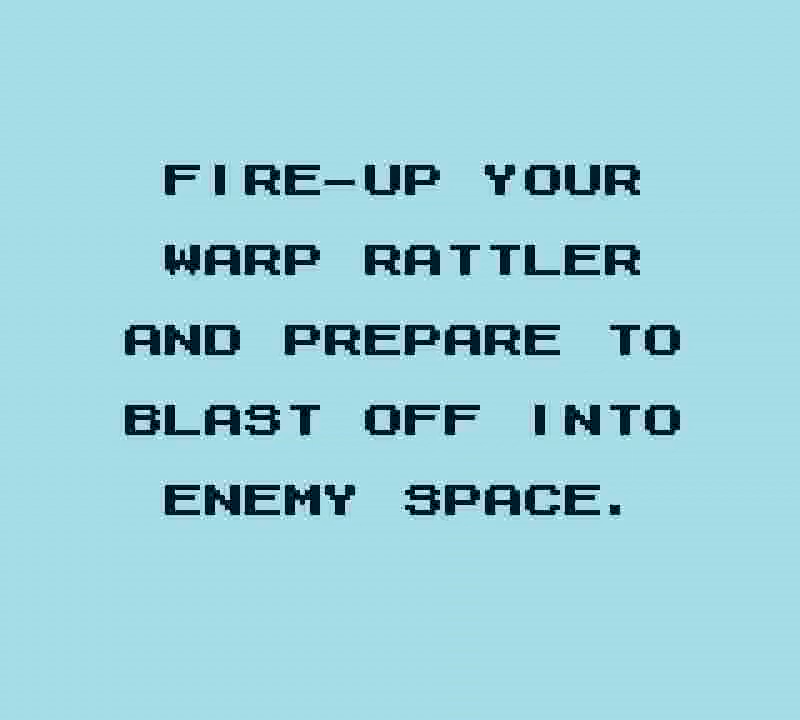 FIRE-UP YOUR
WARP RATTLER
AND PREPARE TO
BLAST OFF INTO
ENEMY SPACE.